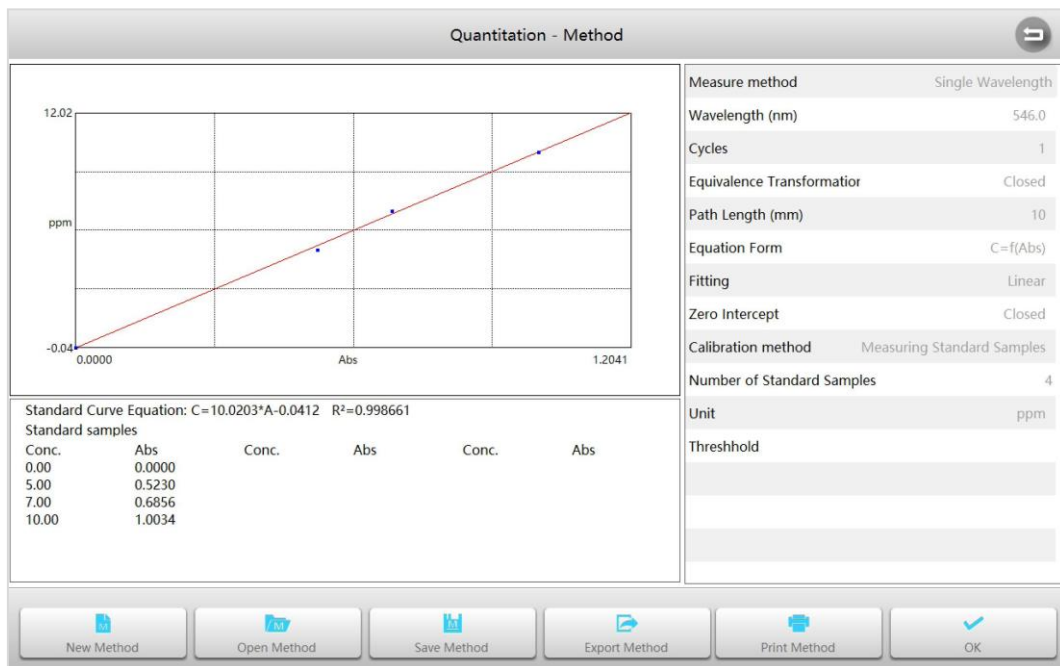 Quantitation - Method
12.02
ppm
-0.04
0.0000
Abs
1.2041
Standard Curve Equation: C=10.0203*A-0.0412 R²=0.998661
Standard samples
Conc. Abs Conc. Abs Conc. Abs
0.00 0.0000
5.00 0.5230
7.00 0.6856
10.00 1.0034
Measure method Single Wavelength
Wavelength (nm) 546.0
Cycles 1
Equivalence Transformatior Closed
Path Length (mm) 10
Equation Form C=f(Abs)
Fitting Linear
Zero Intercept Closed
Calibration method Measuring Standard Samples
Number of Standard Samples 4
Unit ppm
Threshhold
New Method
Open Method
Save Method
Export Method
Print Method
OK